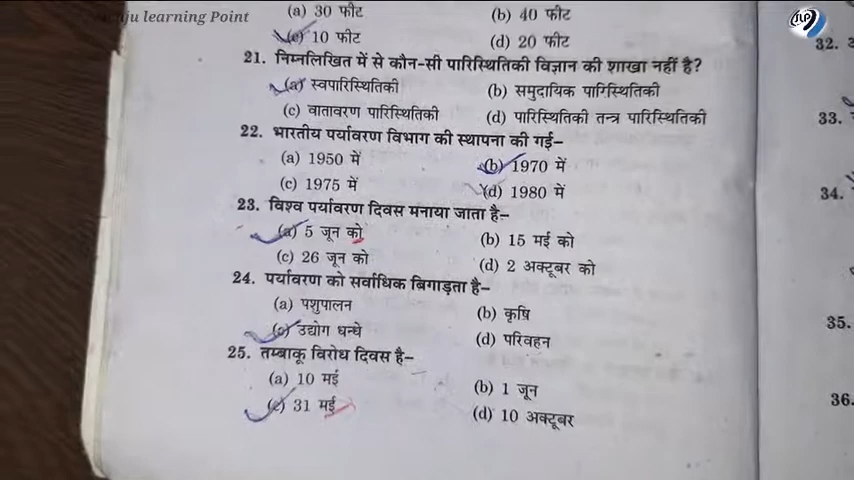 learning Point
(a) 30 फीट (b) 40 फीट
(c) 10 फीट (d) 20 फीट
21. निम्नलिखित में से कौन-सी पारिस्थितिकी विज्ञान की शाखा नहीं है?
(a) स्वपारिस्थितिकी (b) समुदायिक पारिस्थितिकी
(c) वातावरण पारिस्थितिकी (d) पारिस्थितिकी तन्त्र पारिस्थितिकी
22. भारतीय पर्यावरण विभाग की स्थापना की गई–
(a) 1950 में (b) 1970 में
(c) 1975 में (d) 1980 में
23. विश्व पर्यावरण दिवस मनाया जाता है–
(a) 5 जून को (b) 15 मई को
(c) 26 जून को (d) 2 अक्टूबर को
24. पर्यावरण को सर्वाधिक बिगाड़ता है–
(a) पशुपालन (b) कृषि
(c) उद्योग धन्धे (d) परिवहन
25. तम्बाकू विरोध दिवस है–
(a) 10 मई (b) 1 जून
(c) 31 मई (d) 10 अक्टूबर
32.
33.
34.
35.
36.